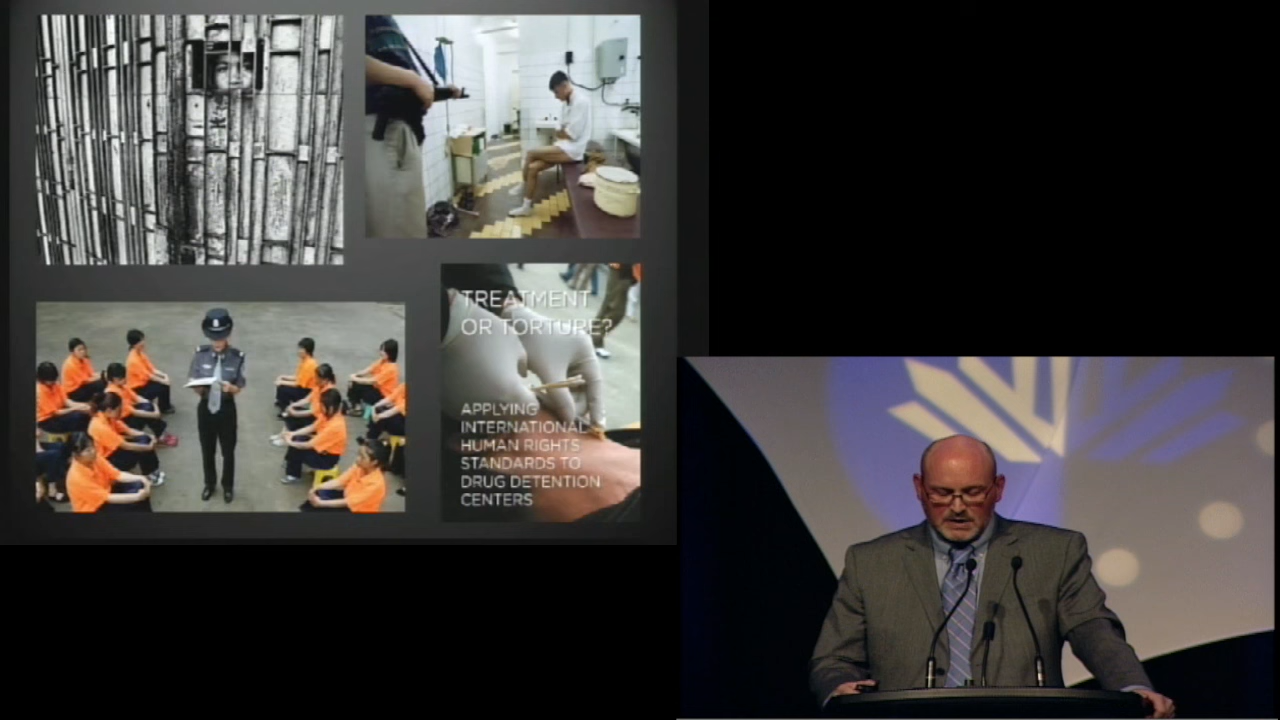 TREATMENT
OR TORTURE?
APPLYING
INTERNATIONAL
HUMAN RIGHTS
STANDARDS TO
DRUG DETENTION
CENTERS